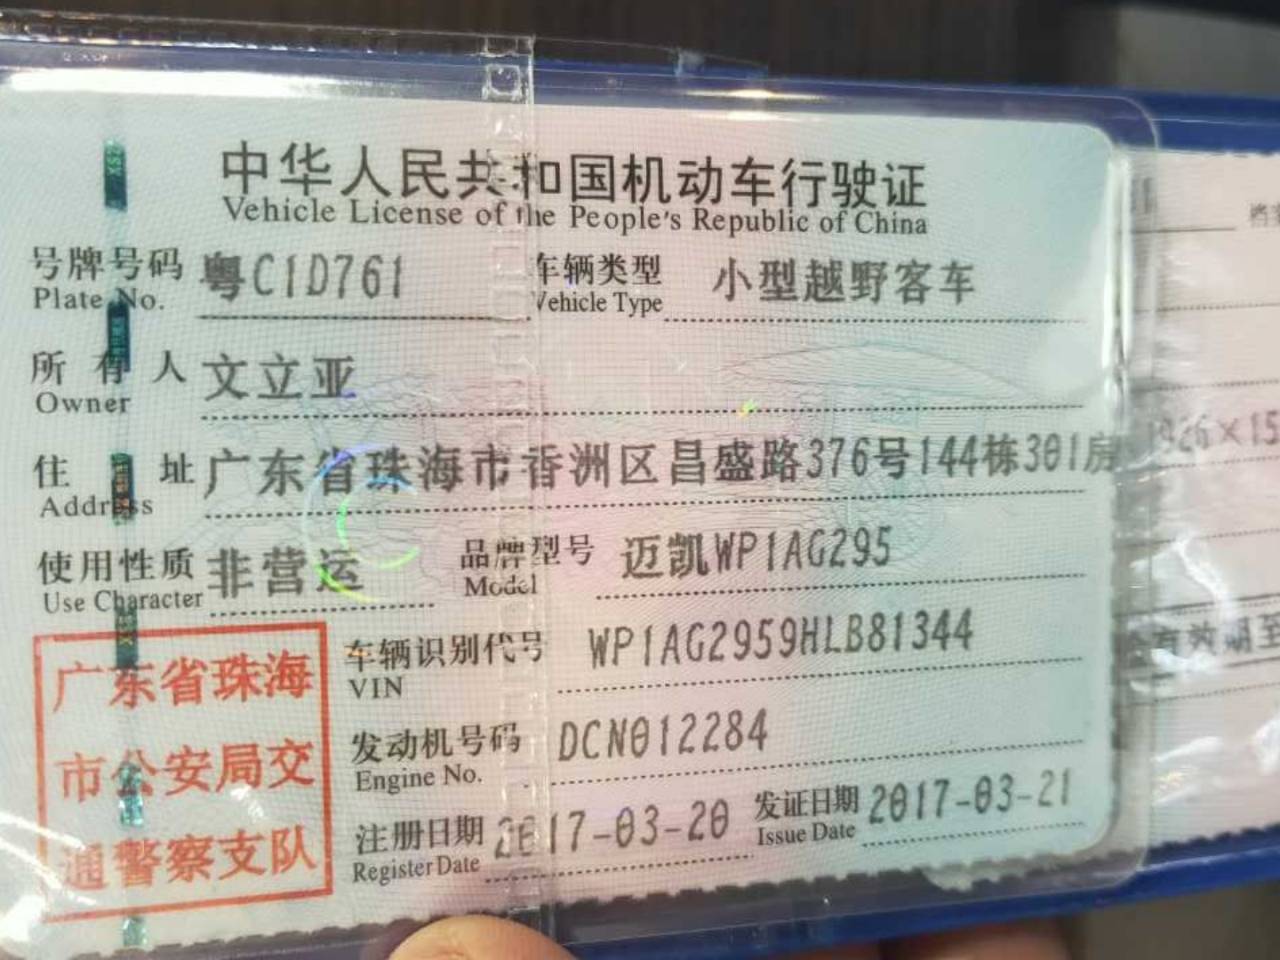 中华人民共和国机动车行驶证
Vehicle License of the People's Republic of China
号牌号码 粤C1D761 车辆类型 小型越野客车
Plate No. Vehicle Type
所有人 文立亚
Owner
住址 广东省珠海市香洲区昌盛路376号144栋301房
Address
使用性质 非营运 品牌型号 迈凯WP1AG295
Use Character Model
车辆识别代号 WP1AG2959HLB81344
VIN
发动机号码 DCN012284
Engine No.
注册日期 2017-03-20 发证日期 2017-03-21
Register Date Issue Date
广东省珠海
市公安局交
通警察支队
926×15
有效期至